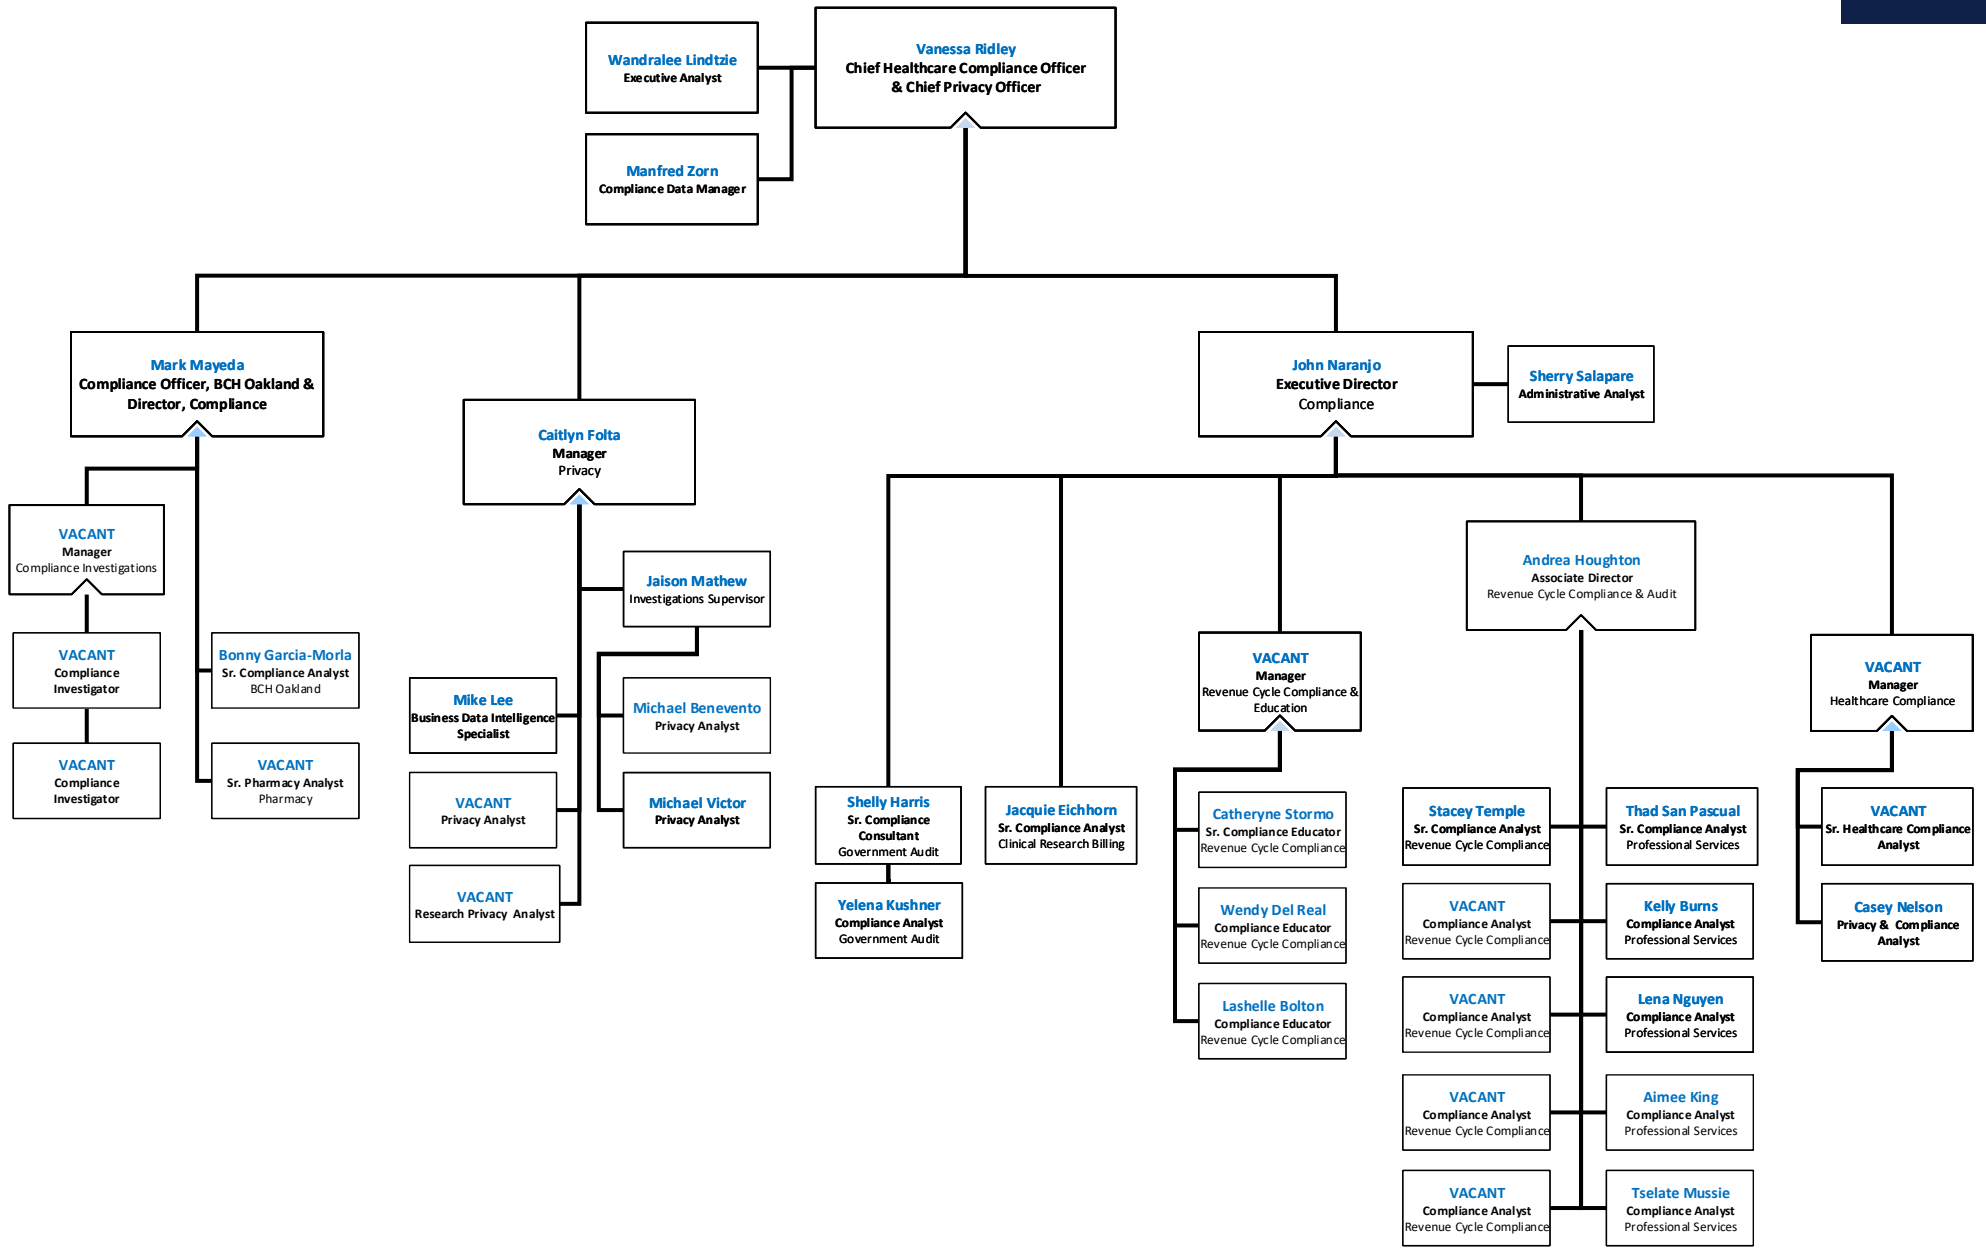 Vanessa Ridley
Chief Healthcare Compliance Officer
& Chief Privacy Officer
Wandralee Lindtzie
Executive Analyst
Manfred Zorn
Compliance Data Manager
Mark Mayeda
Compliance Officer, BCH Oakland &
Director, Compliance
VACANT
Manager
Compliance Investigations
VACANT
Compliance
Investigator
VACANT
Compliance
Investigator
Bonny Garcia-Morla
Sr. Compliance Analyst
BCH Oakland
VACANT
Sr. Pharmacy Analyst
Pharmacy
Caitlyn Folta
Manager
Privacy
Jaison Mathew
Investigations Supervisor
Mike Lee
Business Data Intelligence
Specialist
Michael Benevento
Privacy Analyst
VACANT
Privacy Analyst
Michael Victor
Privacy Analyst
VACANT
Research Privacy Analyst
John Naranjo
Executive Director
Compliance
Sherry Salapare
Administrative Analyst
Shelly Harris
Sr. Compliance
Consultant
Government Audit
Yelena Kushner
Compliance Analyst
Government Audit
Jacquie Eichhorn
Sr. Compliance Analyst
Clinical Research Billing
VACANT
Manager
Revenue Cycle Compliance &
Education
Catheryne Stormo
Sr. Compliance Educator
Revenue Cycle Compliance
Wendy Del Real
Compliance Educator
Revenue Cycle Compliance
Lashelle Bolton
Compliance Educator
Revenue Cycle Compliance
Andrea Houghton
Associate Director
Revenue Cycle Compliance & Audit
Stacey Temple
Sr. Compliance Analyst
Revenue Cycle Compliance
Thad San Pascual
Sr. Compliance Analyst
Professional Services
VACANT
Compliance Analyst
Revenue Cycle Compliance
Kelly Burns
Compliance Analyst
Professional Services
VACANT
Compliance Analyst
Revenue Cycle Compliance
Lena Nguyen
Compliance Analyst
Professional Services
VACANT
Compliance Analyst
Revenue Cycle Compliance
Aimee King
Compliance Analyst
Professional Services
VACANT
Compliance Analyst
Revenue Cycle Compliance
Tselate Mussie
Compliance Analyst
Professional Services
VACANT
Manager
Healthcare Compliance
VACANT
Sr. Healthcare Compliance
Analyst
Casey Nelson
Privacy & Compliance
Analyst